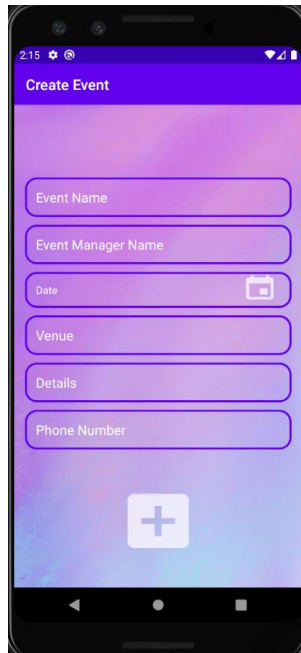 2:15
Create Event
Event Name
Event Manager Name
Date
Venue
Details
Phone Number